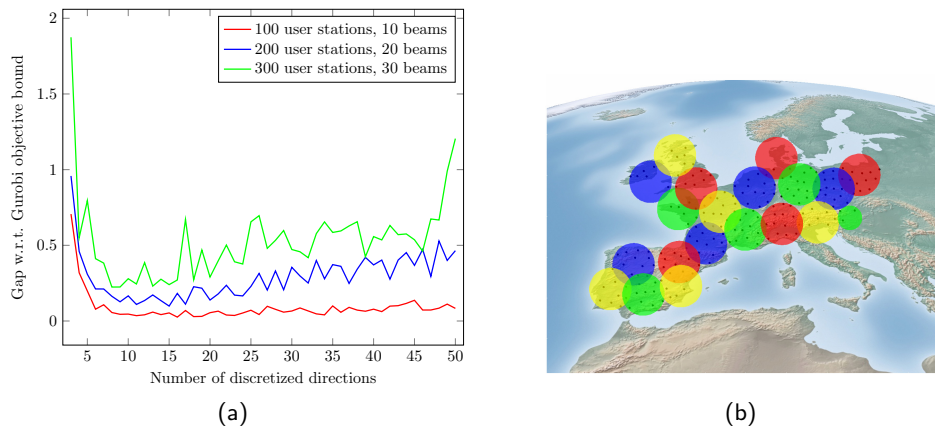 Gap w.r.t. Gurobi objective bound
2
1.5
1
0.5
0
100 user stations, 10 beams
200 user stations, 20 beams
300 user stations, 30 beams
5 10 15 20 25 30 35 40 45 50
Number of discretized directions
(a)
(b)